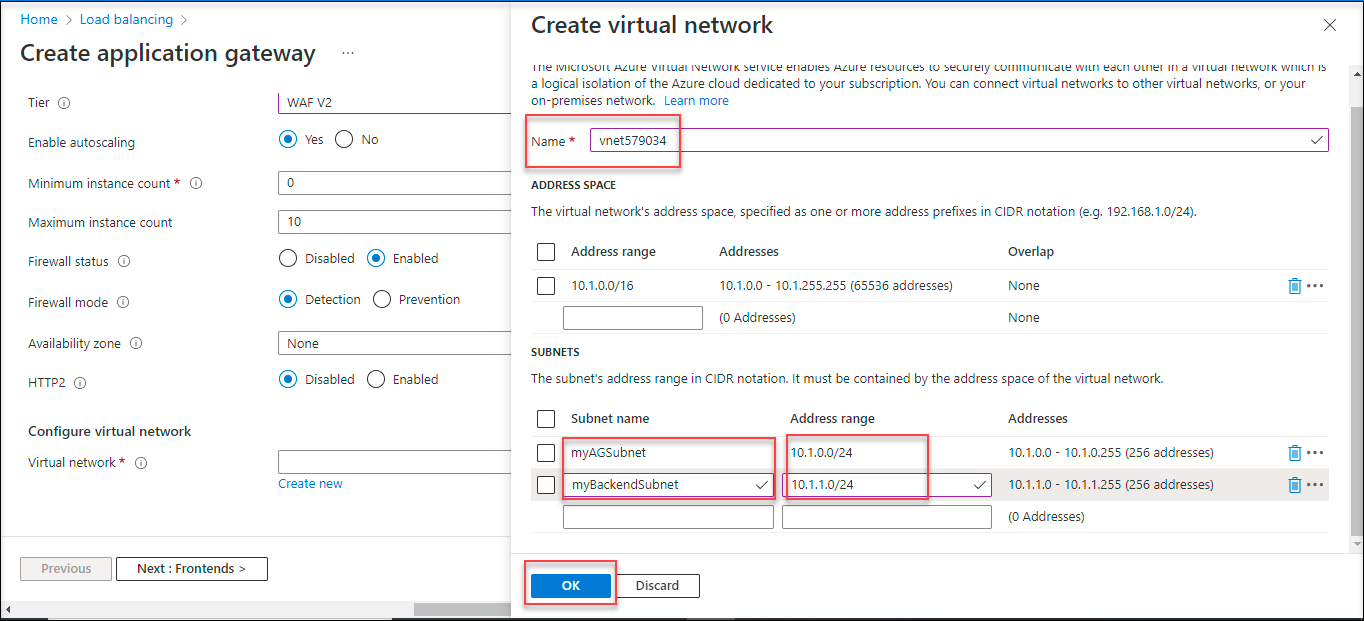 Home > Load balancing >
Create application gateway ...
Tier
WAF V2
Enable autoscaling
Yes No
Minimum instance count *
0
Maximum instance count
10
Firewall status
Disabled Enabled
Firewall mode
Detection Prevention
Availability zone
None
HTTP2
Disabled Enabled
Configure virtual network
Virtual network *
Create new
Previous
Next : Frontends >
Create virtual network
The Microsoft Azure Virtual Network service enables Azure resources to securely communicate with each other in a virtual network which is
a logical isolation of the Azure cloud dedicated to your subscription. You can connect virtual networks to other virtual networks, or your
on-premises network. Learn more
Name * vnet579034
ADDRESS SPACE
The virtual network's address space, specified as one or more address prefixes in CIDR notation (e.g. 192.168.1.0/24).
Address range Addresses Overlap
10.1.0.0/16 10.1.0.0 - 10.1.255.255 (65536 addresses) None
(0 Addresses) None
SUBNETS
The subnet's address range in CIDR notation. It must be contained by the address space of the virtual network.
Subnet name Address range Addresses
myAGSubnet 10.1.0.0/24 10.1.0.0 - 10.1.0.255 (256 addresses)
myBackendSubnet 10.1.1.0/24 10.1.1.0 - 10.1.1.255 (256 addresses)
(0 Addresses)
OK Discard